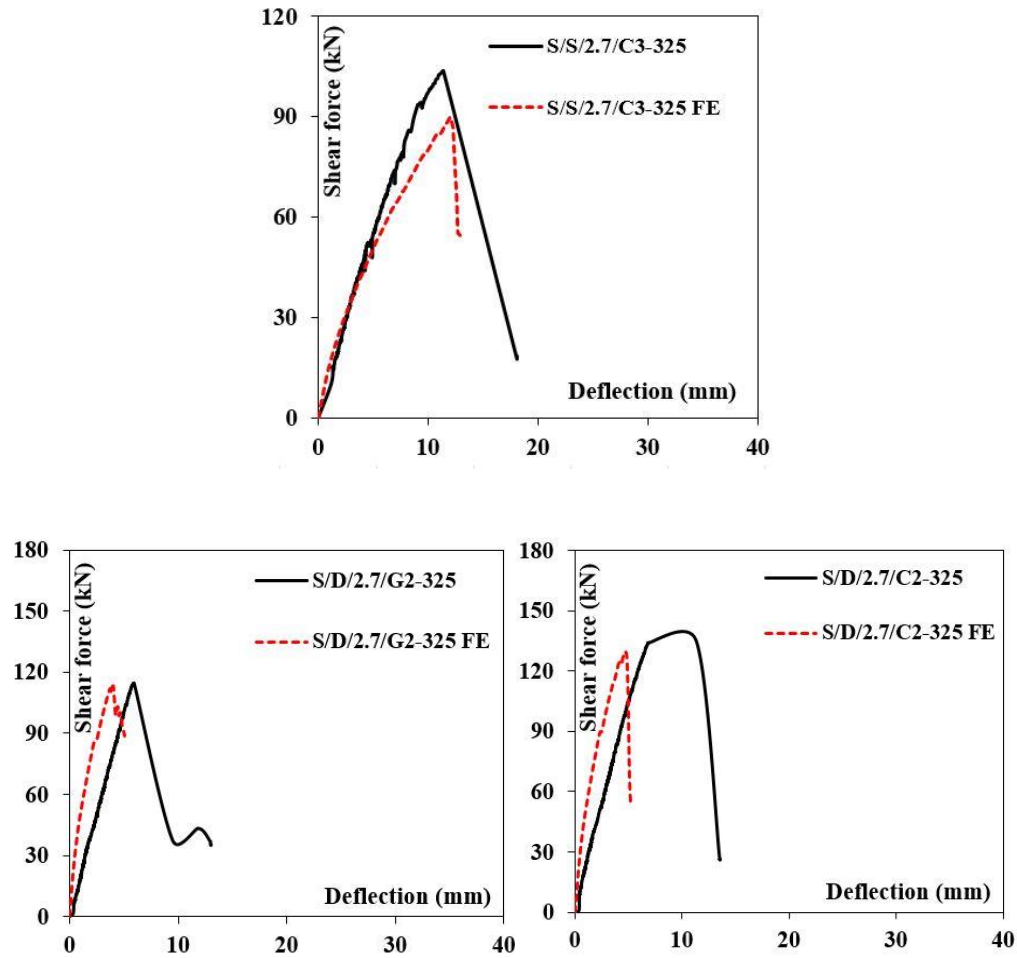 120
90
60
30
0
Shear force (kN)
S/S/2.7/C3-325
S/S/2.7/C3-325 FE
Deflection (mm)
0 10 20 30 40
180
150
120
90
60
30
0
Shear force (kN)
S/D/2.7/G2-325
S/D/2.7/G2-325 FE
Deflection (mm)
0 10 20 30 40
180
150
120
90
60
30
0
Shear force (kN)
S/D/2.7/C2-325
S/D/2.7/C2-325 FE
Deflection (mm)
0 10 20 30 40